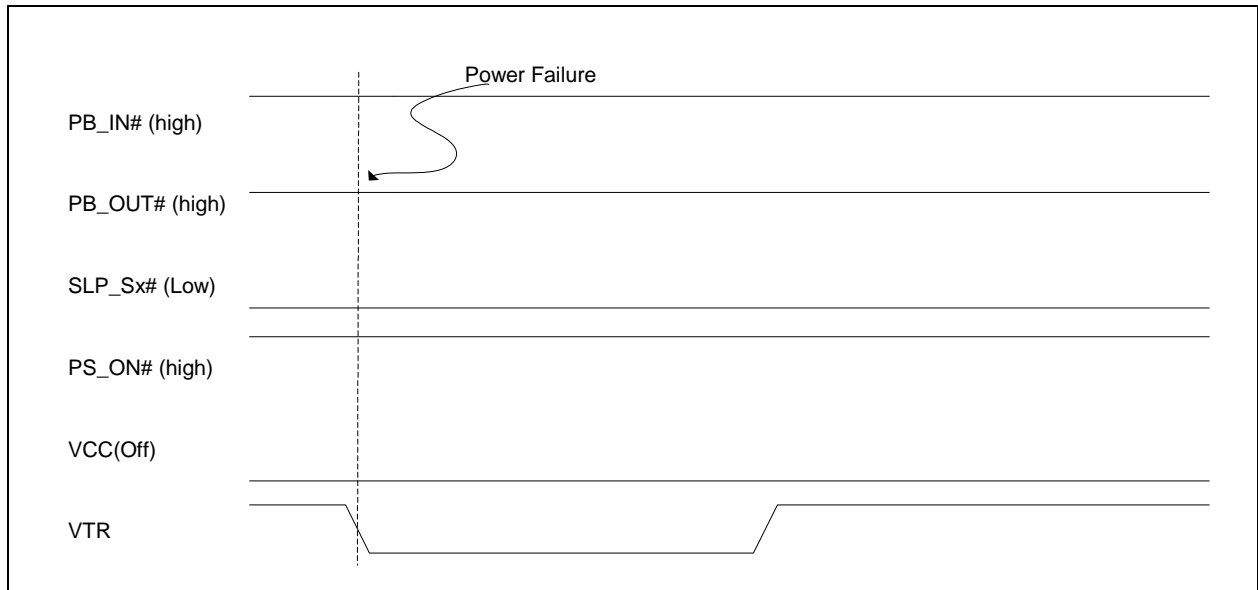 Power Failure
PB_IN# (high)
PB_OUT# (high)
SLP_Sx# (Low)
PS_ON# (high)
VCC(Off)
VTR